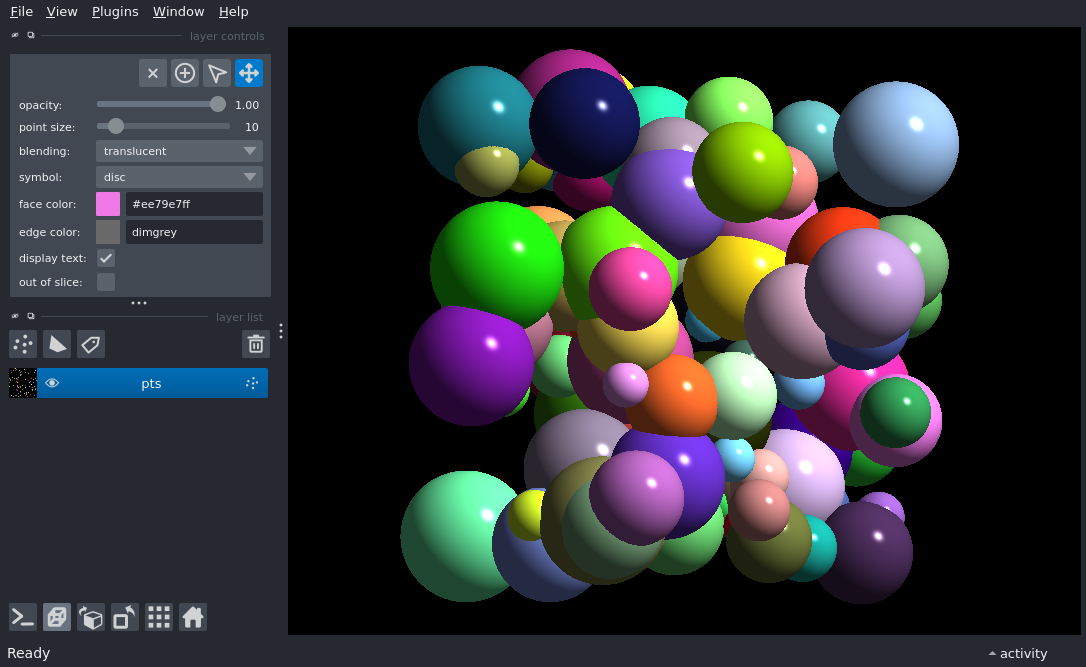 File View Plugins Window Help
layer controls
opacity: 1.00
point size: 10
blending: translucent
symbol: disc
face color: #ee79e7ff
edge color: dimgrey
display text:
out of slice:
layer list
pts
Ready
activity